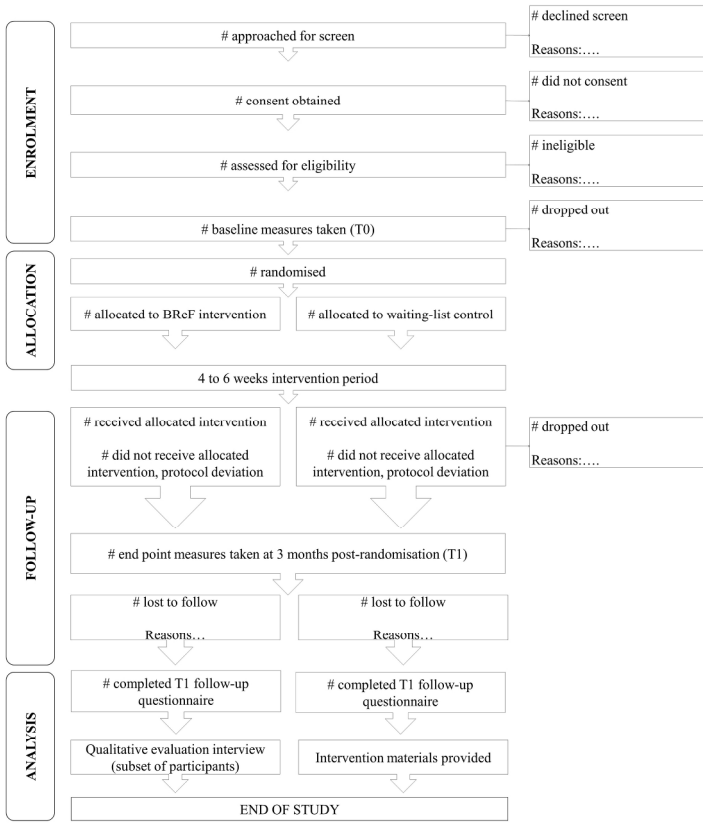 ENROLMENT
# approached for screen
# declined screen
Reasons:….
# consent obtained
# did not consent
Reasons:….
# assessed for eligibility
# ineligible
Reasons:….
# baseline measures taken (T0)
# dropped out
Reasons:….
ALLOCATION
# randomised
# allocated to BReF intervention
# allocated to waiting-list control
4 to 6 weeks intervention period
FOLLOW-UP
# received allocated intervention
# did not receive allocated
intervention, protocol deviation
# received allocated intervention
# did not receive allocated
intervention, protocol deviation
# dropped out
Reasons:….
# end point measures taken at 3 months post-randomisation (T1)
# lost to follow
Reasons…
# lost to follow
Reasons…
ANALYSIS
# completed T1 follow-up
questionnaire
# completed T1 follow-up
questionnaire
Qualitative evaluation interview
(subset of participants)
Intervention materials provided
END OF STUDY